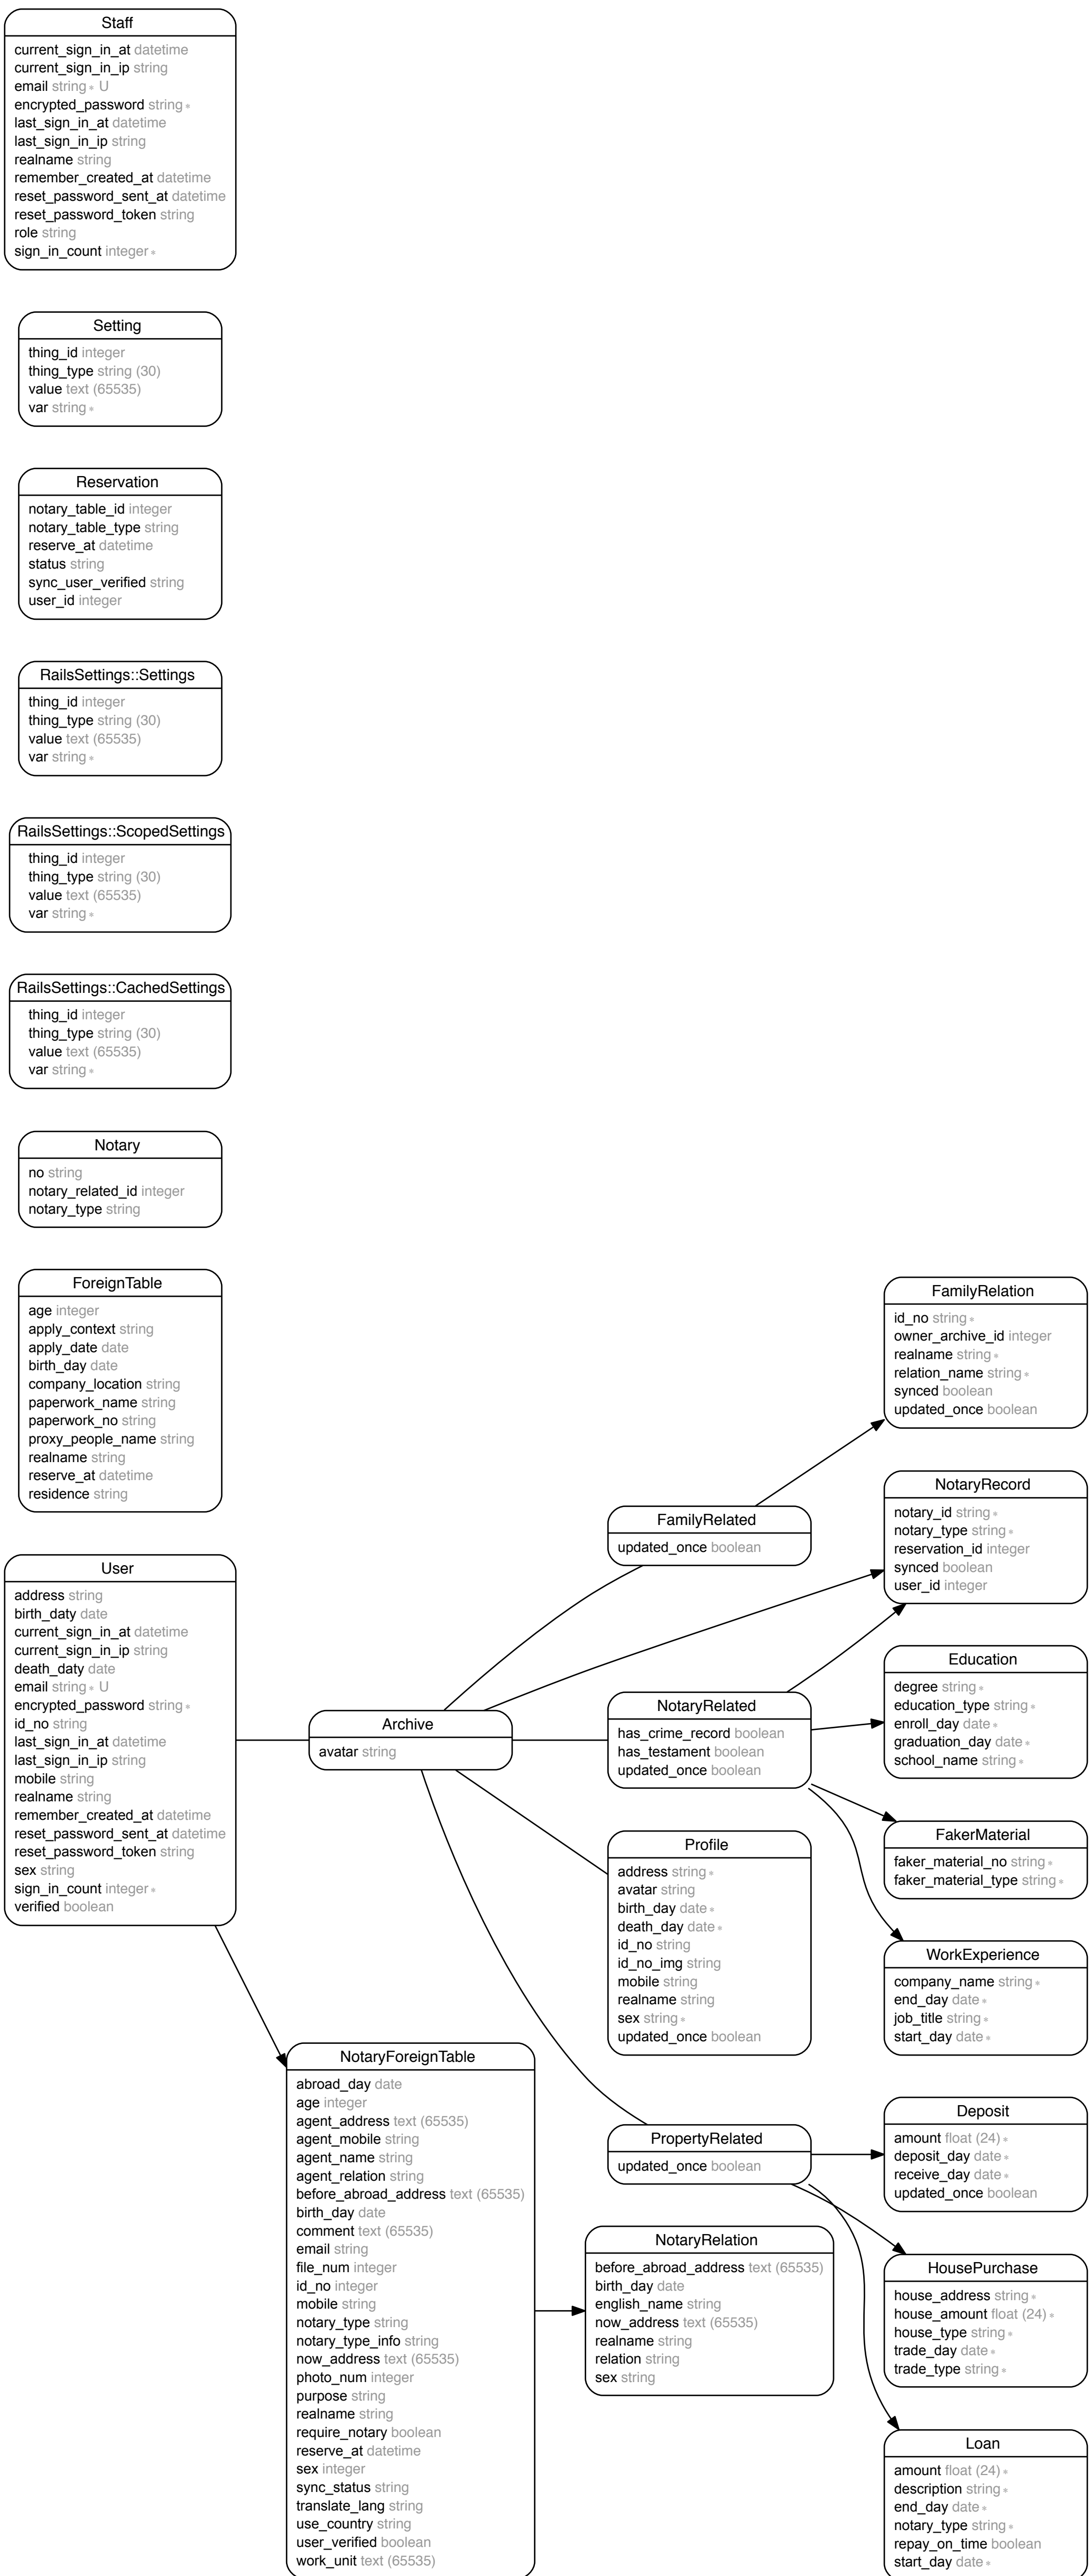 Staff
current_sign_in_at datetime
current_sign_in_ip string
email string ∗ U
encrypted_password string ∗
last_sign_in_at datetime
last_sign_in_ip string
realname string
remember_created_at datetime
reset_password_sent_at datetime
reset_password_token string
role string
sign_in_count integer ∗
Setting
thing_id integer
thing_type string (30)
value text (65535)
var string ∗
Reservation
notary_table_id integer
notary_table_type string
reserve_at datetime
status string
sync_user_verified string
user_id integer
RailsSettings::Settings
thing_id integer
thing_type string (30)
value text (65535)
var string ∗
RailsSettings::ScopedSettings
thing_id integer
thing_type string (30)
value text (65535)
var string ∗
RailsSettings::CachedSettings
thing_id integer
thing_type string (30)
value text (65535)
var string ∗
Notary
no string
notary_related_id integer
notary_type string
ForeignTable
age integer
apply_context string
apply_date date
birth_day date
company_location string
paperwork_name string
paperwork_no string
proxy_people_name string
realname string
reserve_at datetime
residence string
User
address string
birth_daty date
current_sign_in_at datetime
current_sign_in_ip string
death_daty date
email string ∗ U
encrypted_password string ∗
id_no string
last_sign_in_at datetime
last_sign_in_ip string
mobile string
realname string
remember_created_at datetime
reset_password_sent_at datetime
reset_password_token string
sex string
sign_in_count integer ∗
verified boolean
Archive
avatar string
NotaryForeignTable
abroad_day date
age integer
agent_address text (65535)
agent_mobile string
agent_name string
agent_relation string
before_abroad_address text (65535)
birth_day date
comment text (65535)
email string
file_num integer
id_no integer
mobile string
notary_type string
notary_type_info string
now_address text (65535)
photo_num integer
purpose string
realname string
require_notary boolean
reserve_at datetime
sex integer
sync_status string
translate_lang string
use_country string
user_verified boolean
work_unit text (65535)
FamilyRelated
updated_once boolean
NotaryRelated
has_crime_record boolean
has_testament boolean
updated_once boolean
Profile
address string ∗
avatar string
birth_day date ∗
death_day date ∗
id_no string
id_no_img string
mobile string
realname string
sex string ∗
updated_once boolean
PropertyRelated
updated_once boolean
NotaryRelation
before_abroad_address text (65535)
birth_day date
english_name string
now_address text (65535)
realname string
relation string
sex string
FamilyRelation
id_no string ∗
owner_archive_id integer
realname string ∗
relation_name string ∗
synced boolean
updated_once boolean
NotaryRecord
notary_id string ∗
notary_type string ∗
reservation_id integer
synced boolean
user_id integer
Education
degree string ∗
education_type string ∗
enroll_day date ∗
graduation_day date ∗
school_name string ∗
FakerMaterial
faker_material_no string ∗
faker_material_type string ∗
WorkExperience
company_name string ∗
end_day date ∗
job_title string ∗
start_day date ∗
Deposit
amount float (24) ∗
deposit_day date ∗
receive_day date ∗
updated_once boolean
HousePurchase
house_address string ∗
house_amount float (24) ∗
house_type string ∗
trade_day date ∗
trade_type string ∗
Loan
amount float (24) ∗
description string ∗
end_day date ∗
notary_type string ∗
repay_on_time boolean
start_day date ∗